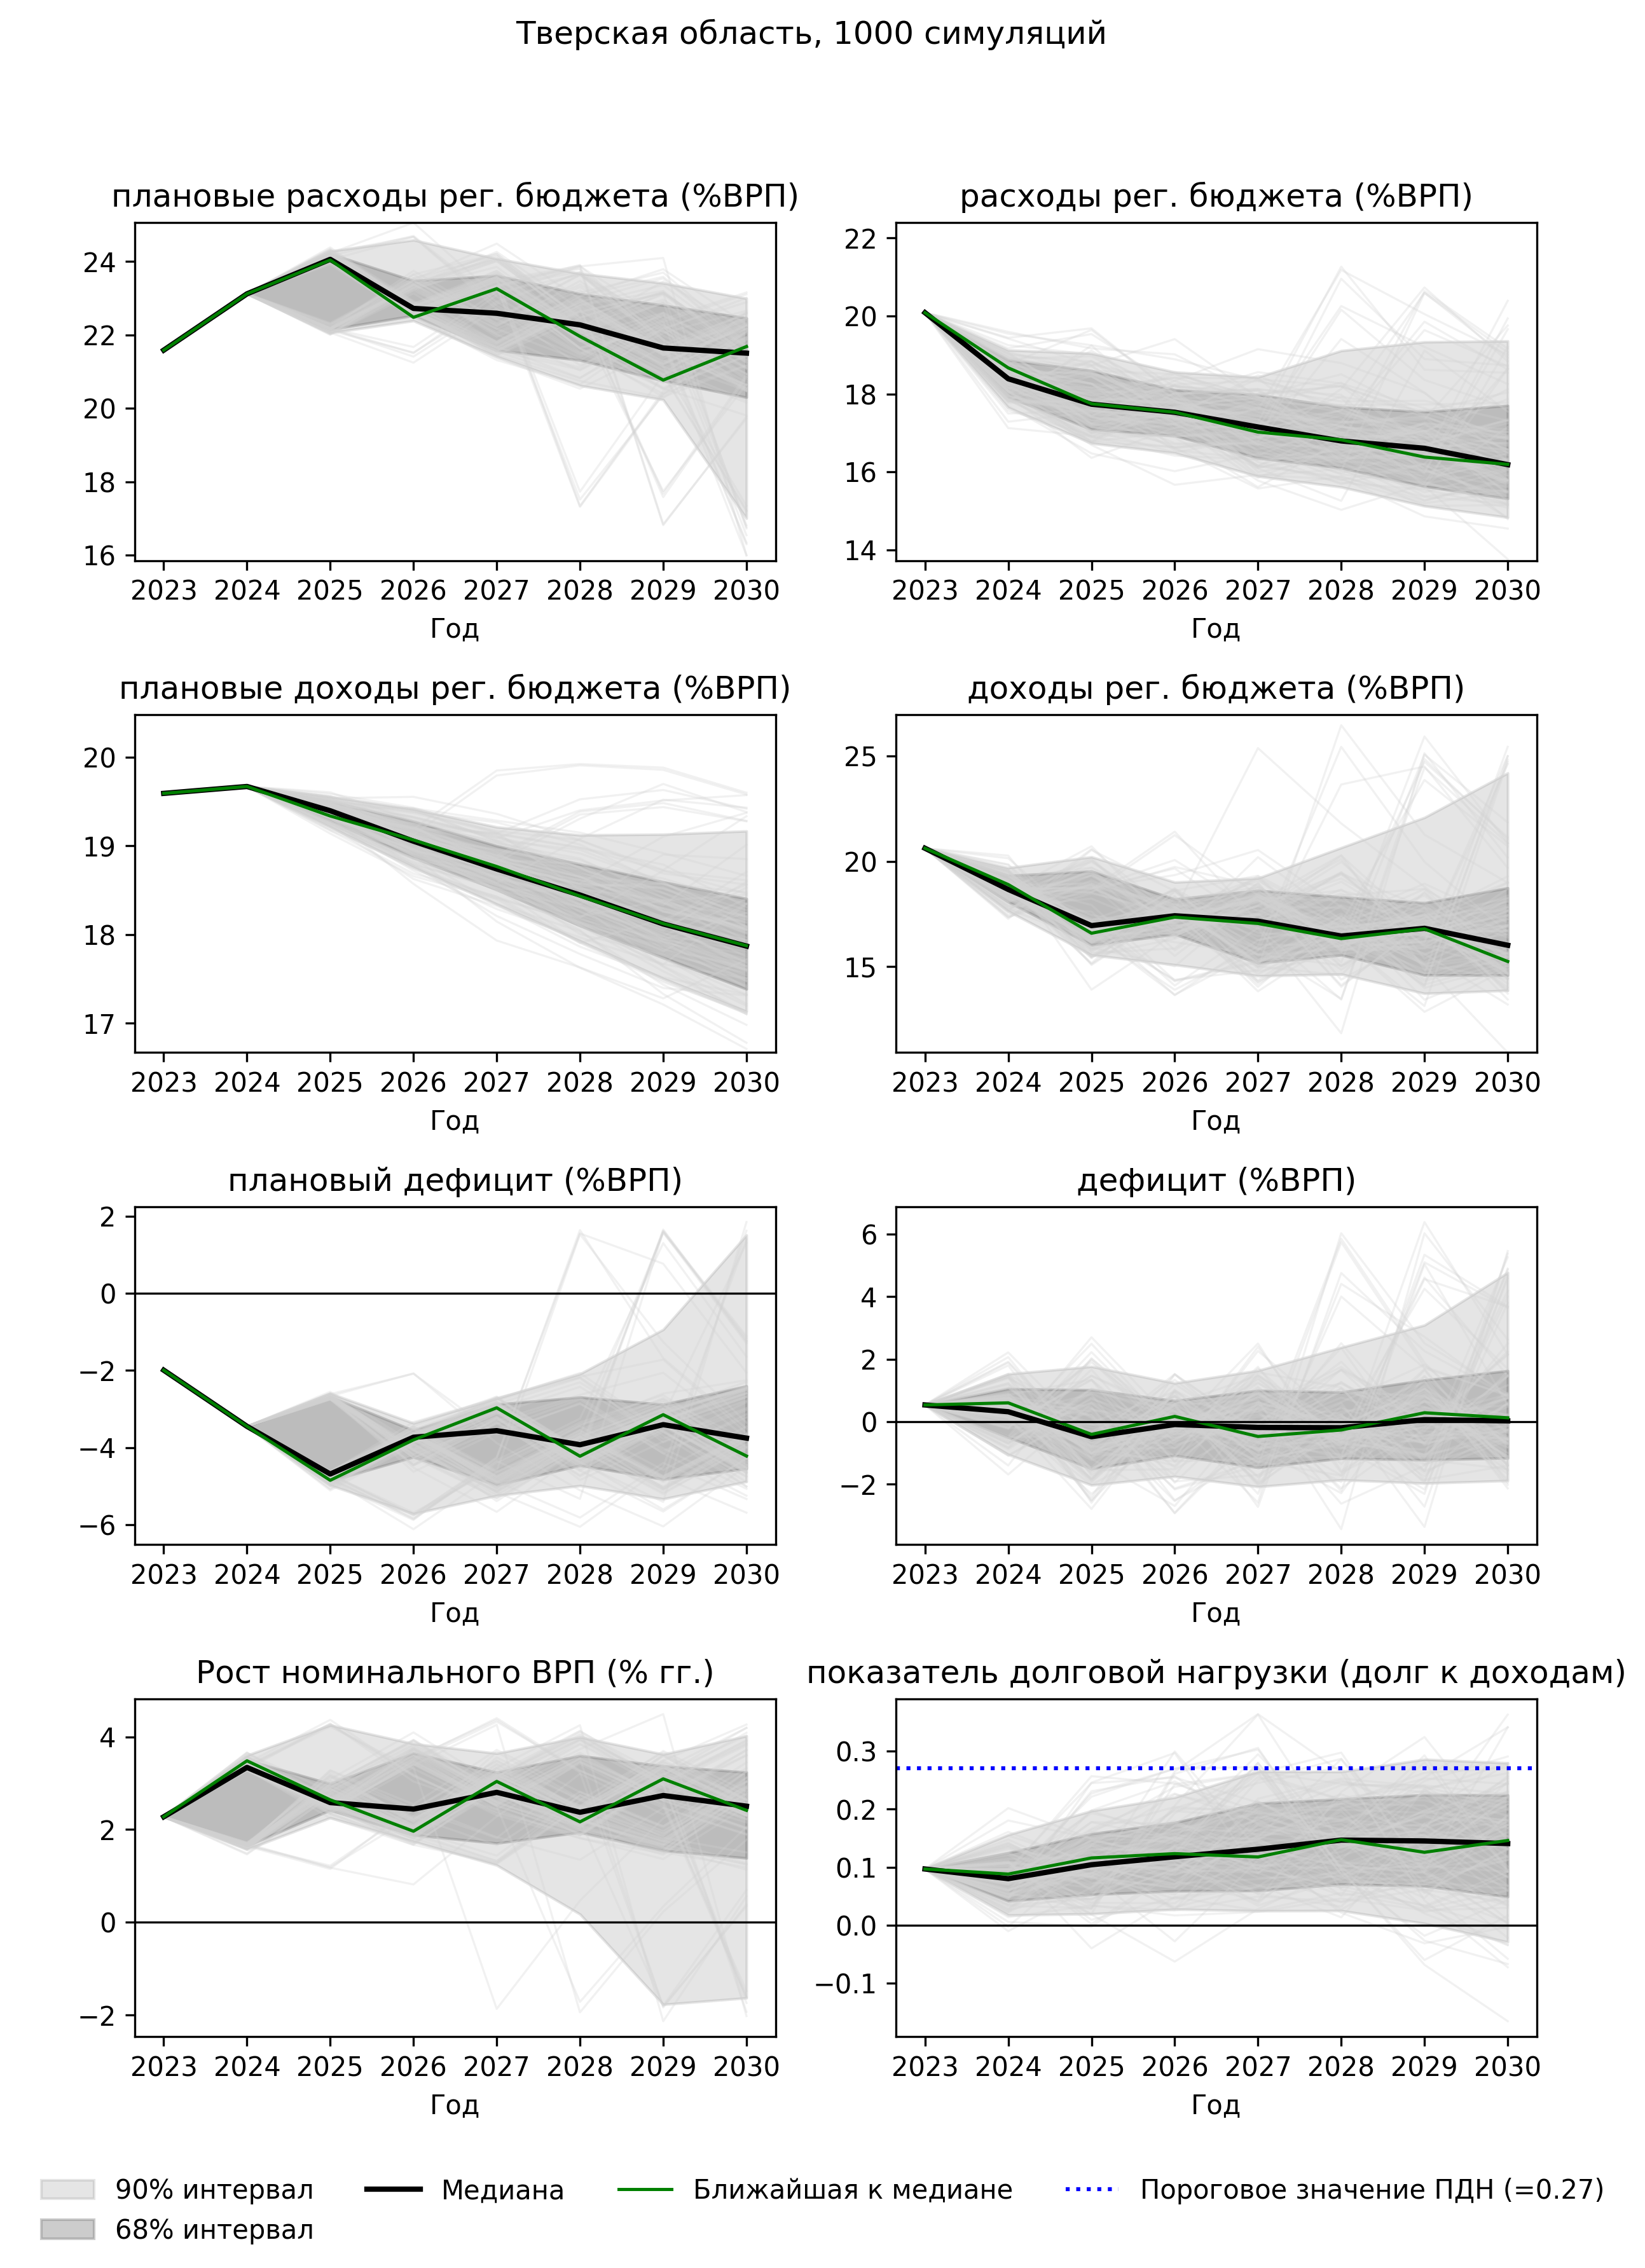 Тверская область, 1000 симуляций
плановые расходы рег. бюджета (%ВРП)
24
22
20
18
16
2023 2024 2025 2026 2027 2028 2029 2030
Год
расходы рег. бюджета (%ВРП)
22
20
18
16
14
2023 2024 2025 2026 2027 2028 2029 2030
Год
плановые доходы рег. бюджета (%ВРП)
20
19
18
17
2023 2024 2025 2026 2027 2028 2029 2030
Год
доходы рег. бюджета (%ВРП)
25
20
15
2023 2024 2025 2026 2027 2028 2029 2030
Год
плановый дефицит (%ВРП)
2
0
−2
−4
−6
2023 2024 2025 2026 2027 2028 2029 2030
Год
дефицит (%ВРП)
6
4
2
0
−2
2023 2024 2025 2026 2027 2028 2029 2030
Год
Рост номинального ВРП (% гг.)
4
2
0
−2
2023 2024 2025 2026 2027 2028 2029 2030
Год
показатель долговой нагрузки (долг к доходам)
0.3
0.2
0.1
0.0
−0.1
2023 2024 2025 2026 2027 2028 2029 2030
Год
90% интервал
68% интервал
Медиана
Ближайшая к медиане
Пороговое значение ПДН (=0.27)